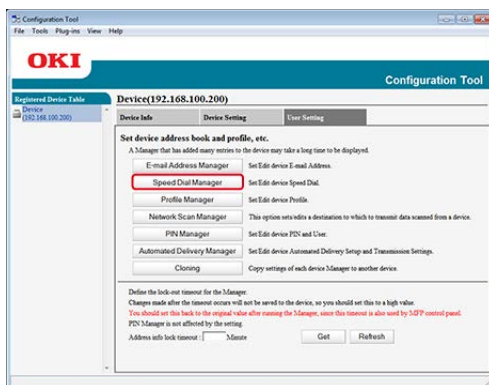 Configuration Tool
File Tools Plug-ins View Help
OKI
Configuration Tool
Registered Device Table
Device
(192.168.100.200)
Device(192.168.100.200)
Device Info Device Setting User Setting
Set device address book and profile, etc.
A Manager that has added many entries to the device may take a long time to be displayed.
E-mail Address Manager Set/Edit device E-mail Address.
Speed Dial Manager Set/Edit device Speed Dial.
Profile Manager Set/Edit device Profile.
Network Scan Manager This option sets/edits a destination to which to transmit data scanned from a device.
PIN Manager Set/Edit device PIN and User.
Automated Delivery Manager Set/Edit device Automated Delivery Setup and Transmission Settings.
Cloning Copy settings of each device Manager to another device.
Define the lock-out timeout for the Manager.
Changes made after the timeout occurs will not be saved to the device, so you should set this to a high value.
You should set this back to the original value after running the Manager, since this timeout is also used by MFP control panel.
PIN Manager is not affected by the setting.
Address info lock timeout : Minute Get Refresh